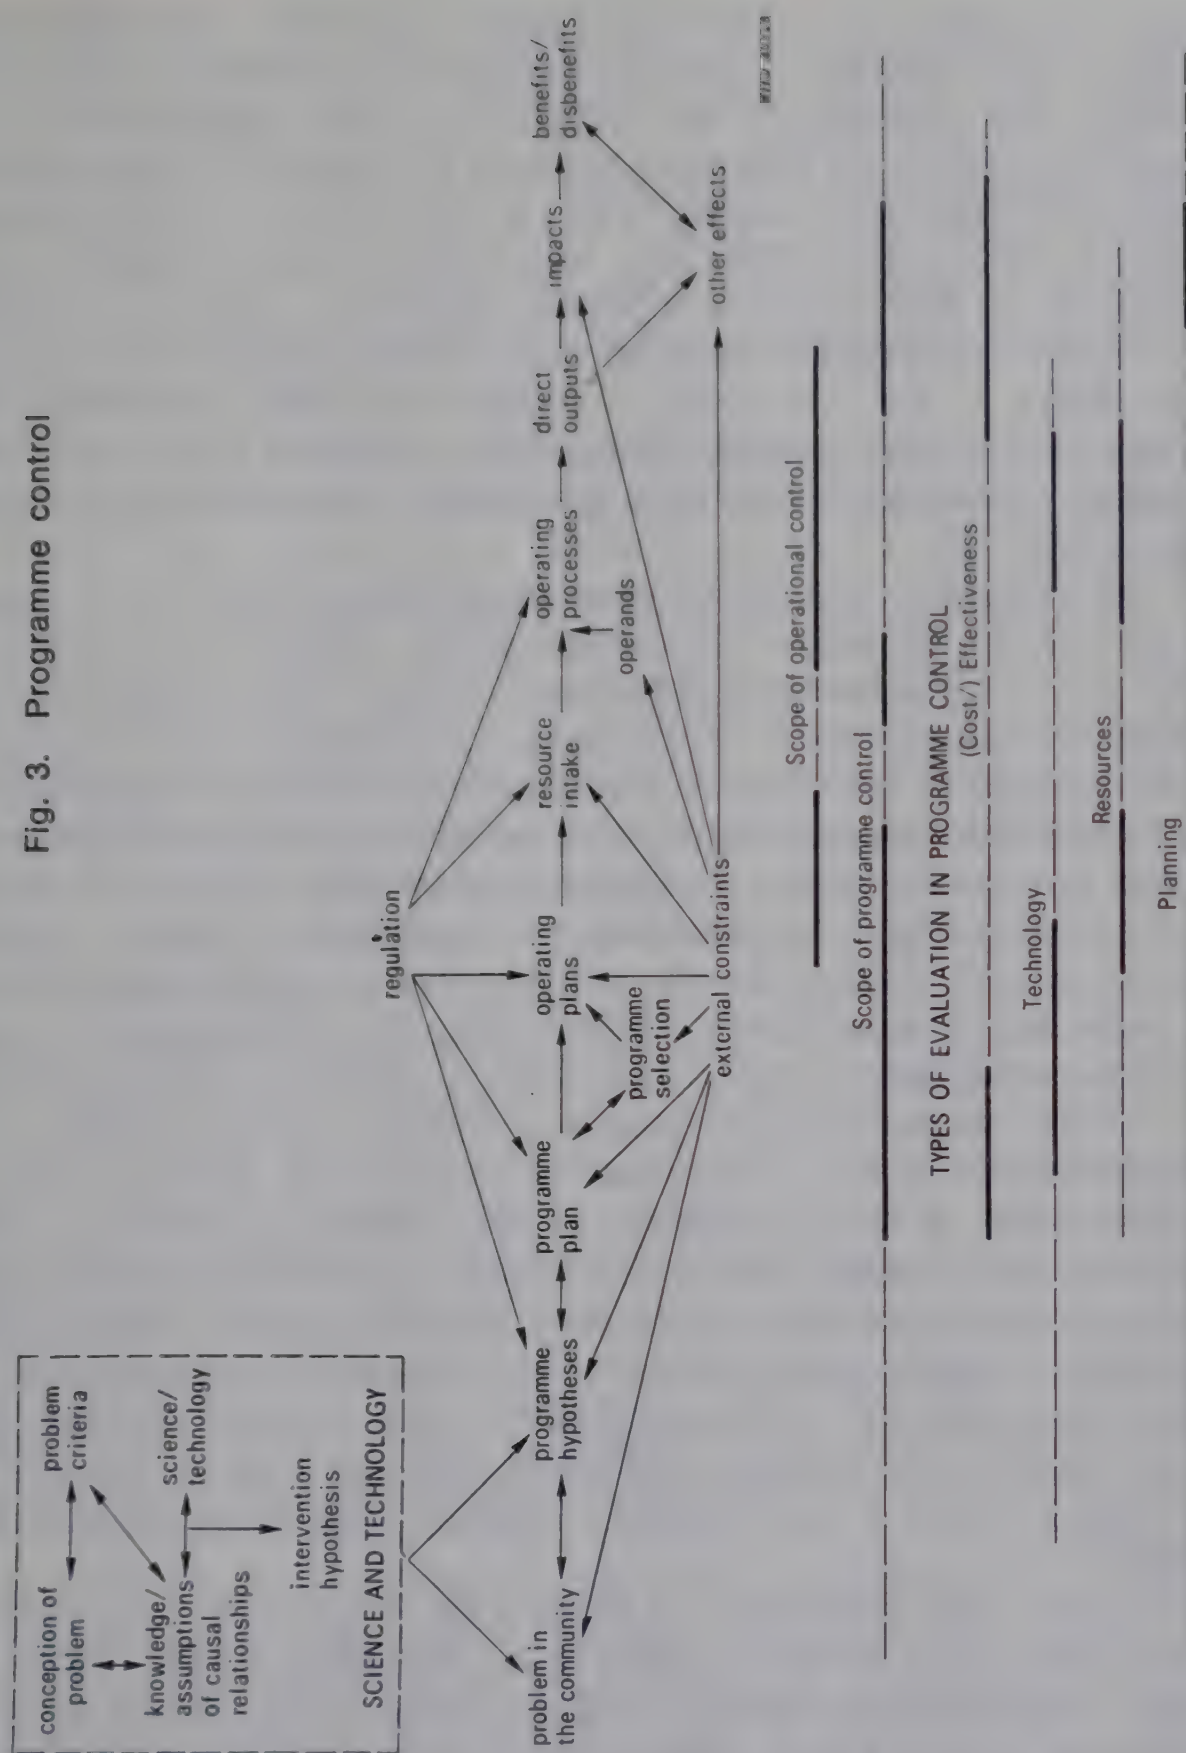 Fig. 3. Programme control
conception of
problem
problem
criteria
knowledge/
assumptions
of causal
relationships
science/
technology
intervention
hypothesis
SCIENCE AND TECHNOLOGY
regulation
problem in
the community
programme
hypotheses
programme
plan
operating
plans
resource
intake
operating
processes
direct
outputs
impacts
benefits/
disbenefits
programme
selection
operands
external constraints
other effects
Scope of operational control
Scope of programme control
TYPES OF EVALUATION IN PROGRAMME CONTROL
(Cost/) Effectiveness
Technology
Resources
Planning